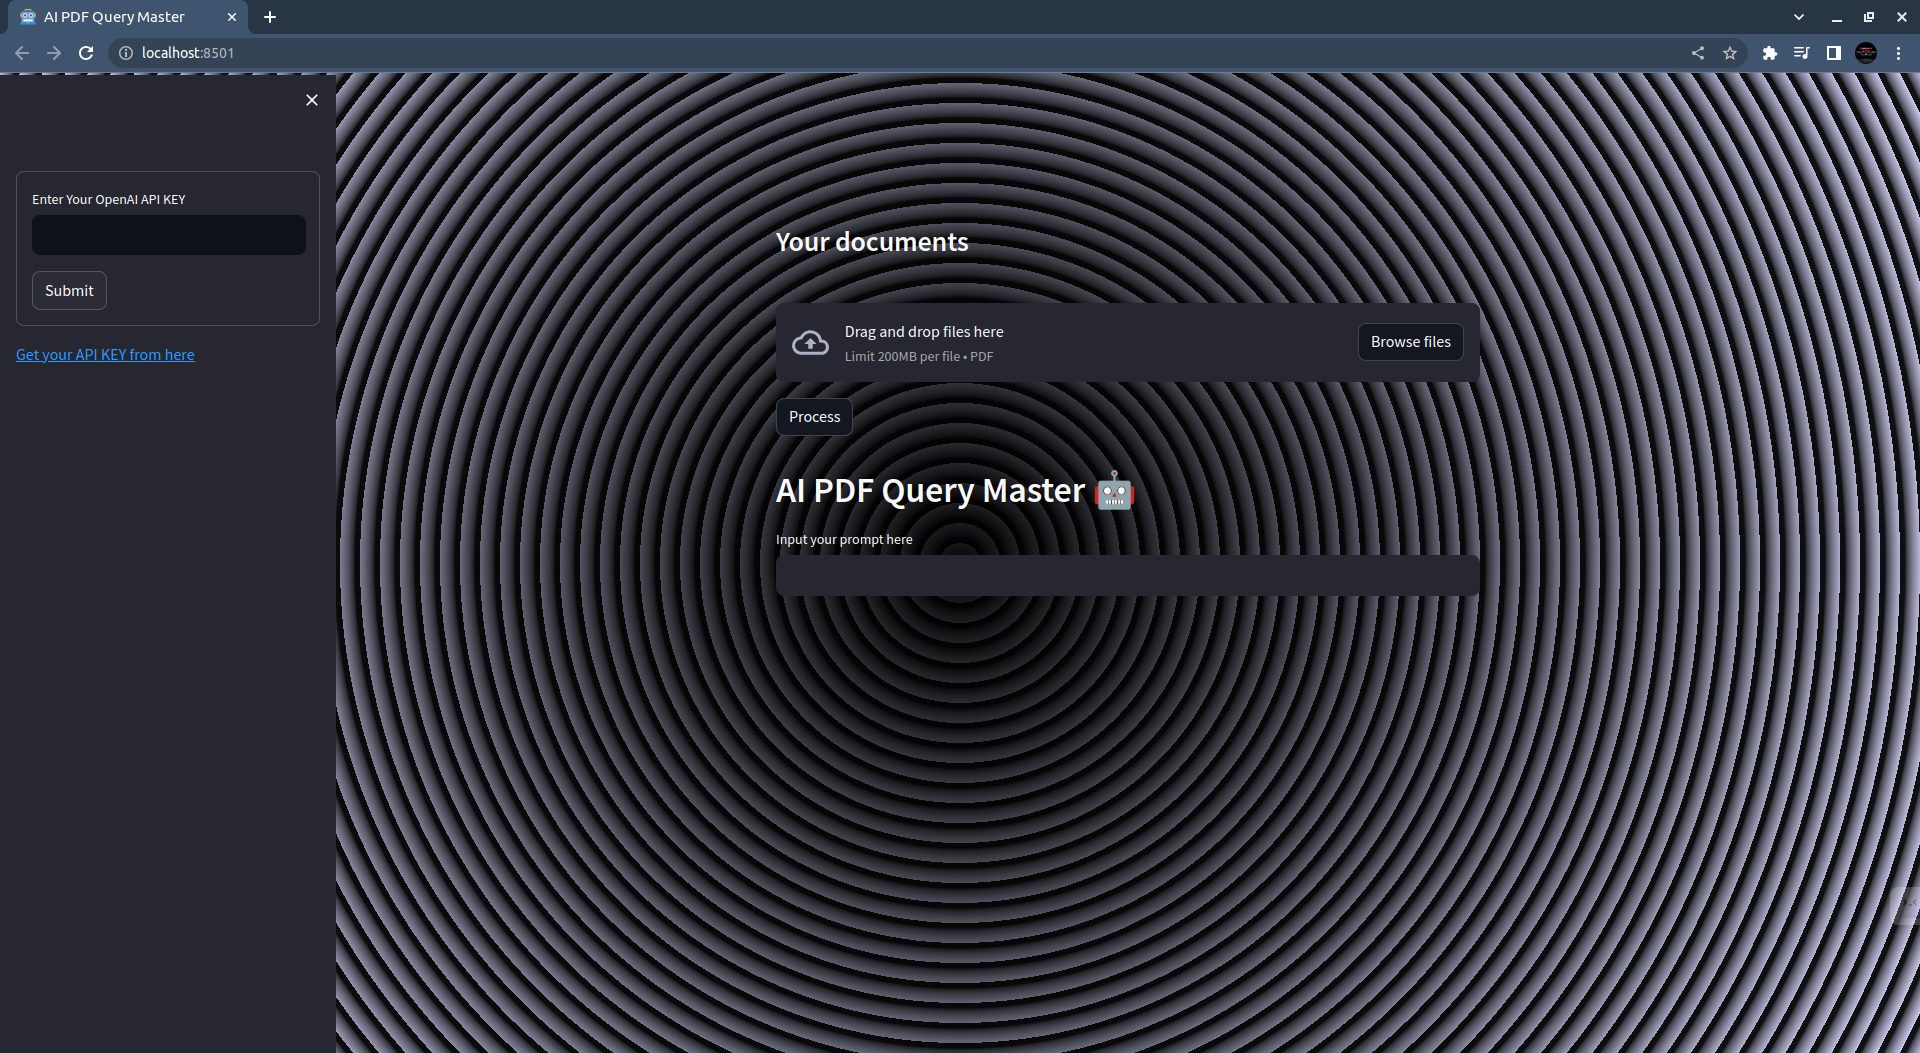 AI PDF Query Master
localhost:8501
Enter Your OpenAI API KEY
Submit
Get your API KEY from here
Your documents
Drag and drop files here
Limit 200MB per file • PDF
Browse files
Process
AI PDF Query Master 🤖
Input your prompt here